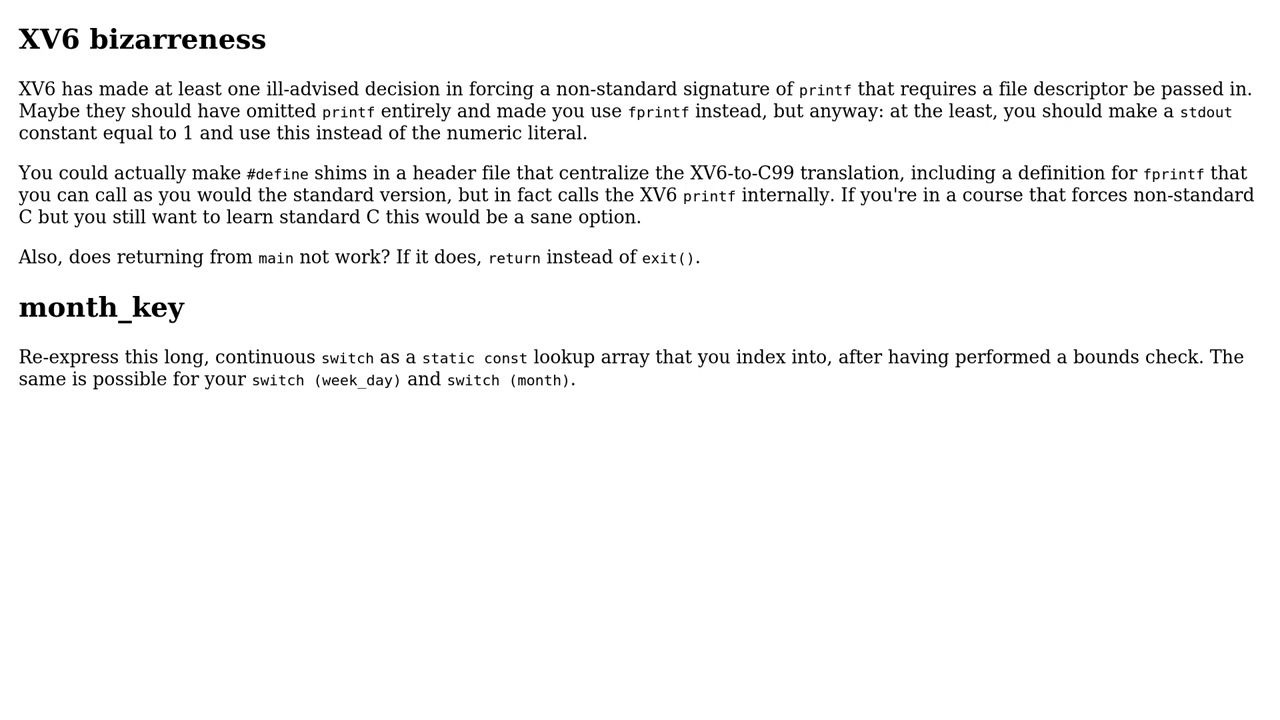 XV6 bizarreness
XV6 has made at least one ill-advised decision in forcing a non-standard signature of printf that requires a file descriptor be passed in.
Maybe they should have omitted printf entirely and made you use fprintf instead, but anyway: at the least, you should make a stdout
constant equal to 1 and use this instead of the numeric literal.
You could actually make #define shims in a header file that centralize the XV6-to-C99 translation, including a definition for fprintf that
you can call as you would the standard version, but in fact calls the XV6 printf internally. If you're in a course that forces non-standard
C but you still want to learn standard C this would be a sane option.
Also, does returning from main not work? If it does, return instead of exit().
month_key
Re-express this long, continuous switch as a static const lookup array that you index into, after having performed a bounds check. The
same is possible for your switch (week_day) and switch (month).